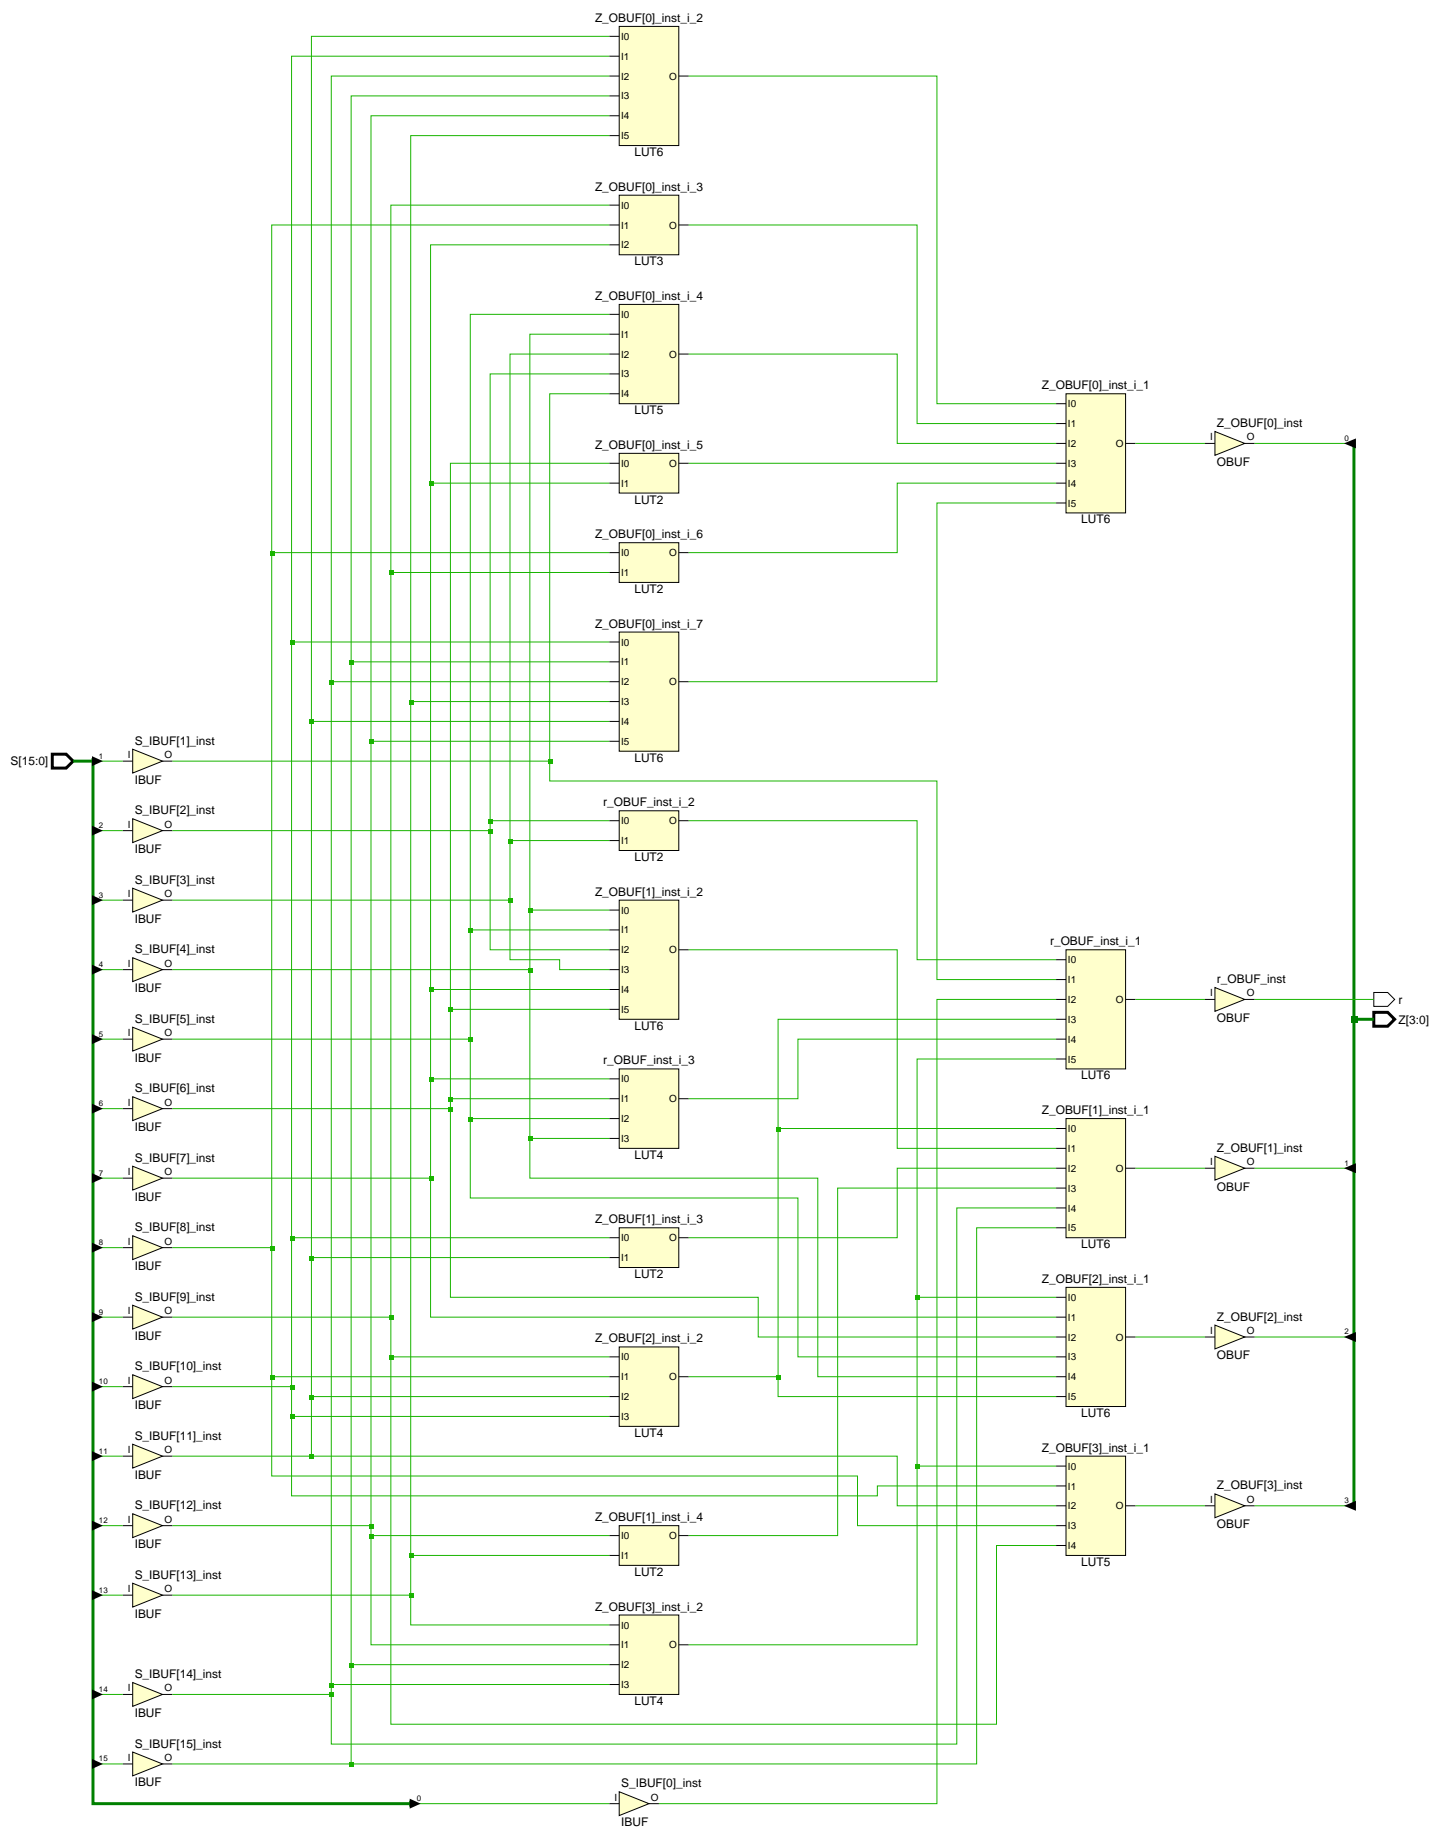 Z_OBUF[0]_inst_i_2
I0
I1
I2
I3
I4
I5
O
LUT6
Z_OBUF[0]_inst_i_3
I0
I1
I2
O
LUT3
Z_OBUF[0]_inst_i_4
I0
I1
I2
I3
I4
O
LUT5
Z_OBUF[0]_inst_i_5
I0
I1
O
LUT2
Z_OBUF[0]_inst_i_6
I0
I1
O
LUT2
Z_OBUF[0]_inst_i_7
I0
I1
I2
I3
I4
I5
O
LUT6
S[15:0]
1
S_IBUF[1]_inst
I
O
IBUF
2
S_IBUF[2]_inst
I
O
IBUF
3
S_IBUF[3]_inst
I
O
IBUF
4
S_IBUF[4]_inst
I
O
IBUF
5
S_IBUF[5]_inst
I
O
IBUF
6
S_IBUF[6]_inst
I
O
IBUF
7
S_IBUF[7]_inst
I
O
IBUF
8
S_IBUF[8]_inst
I
O
IBUF
9
S_IBUF[9]_inst
I
O
IBUF
10
S_IBUF[10]_inst
I
O
IBUF
11
S_IBUF[11]_inst
I
O
IBUF
12
S_IBUF[12]_inst
I
O
IBUF
13
S_IBUF[13]_inst
I
O
IBUF
14
S_IBUF[14]_inst
I
O
IBUF
15
S_IBUF[15]_inst
I
O
IBUF
0
S_IBUF[0]_inst
I
O
IBUF
r_OBUF_inst_i_2
I0
I1
O
LUT2
Z_OBUF[1]_inst_i_2
I0
I1
I2
I3
I4
I5
O
LUT6
r_OBUF_inst_i_3
I0
I1
I2
I3
O
LUT4
Z_OBUF[1]_inst_i_3
I0
I1
O
LUT2
Z_OBUF[2]_inst_i_2
I0
I1
I2
I3
O
LUT4
Z_OBUF[1]_inst_i_4
I0
I1
O
LUT2
Z_OBUF[3]_inst_i_2
I0
I1
I2
I3
O
LUT4
Z_OBUF[0]_inst_i_1
I0
I1
I2
I3
I4
I5
O
LUT6
Z_OBUF[0]_inst
I
O
OBUF
0
r_OBUF_inst_i_1
I0
I1
I2
I3
I4
I5
O
LUT6
r_OBUF_inst
I
O
OBUF
r
Z[3:0]
Z_OBUF[1]_inst_i_1
I0
I1
I2
I3
I4
I5
O
LUT6
Z_OBUF[1]_inst
I
O
OBUF
1
Z_OBUF[2]_inst_i_1
I0
I1
I2
I3
I4
I5
O
LUT6
Z_OBUF[2]_inst
I
O
OBUF
2
Z_OBUF[3]_inst_i_1
I0
I1
I2
I3
I4
O
LUT5
Z_OBUF[3]_inst
I
O
OBUF
3